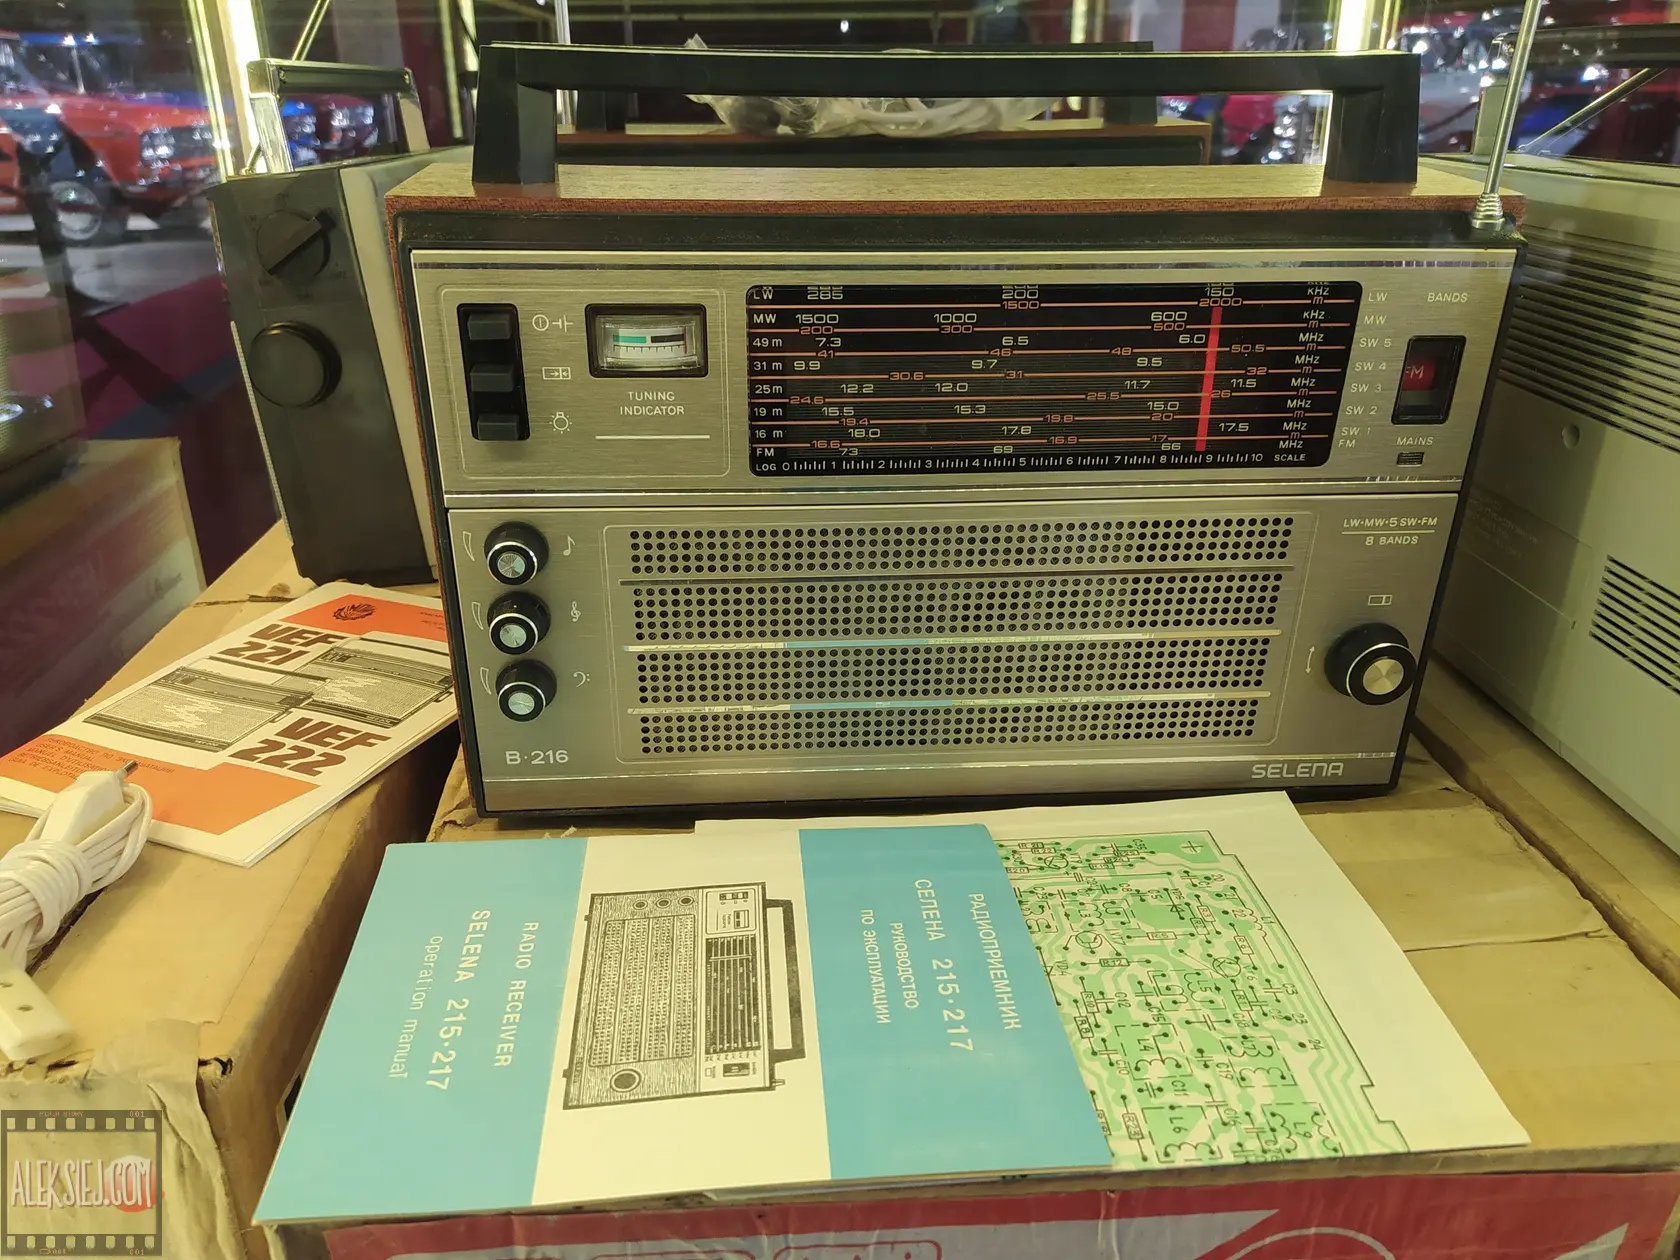 TUNING
INDICATOR
LW 285 200 150 kHz
1500 2000 m
MW 1500 1000 600 kHz
200 300 500 m
49 m 7.3 6.5 6.0 MHz
41 46 48 50.5 m
31 m 9.9 9.7 9.5 MHz
30.6 31 32 m
25 m 12.2 12.0 11.7 11.5 MHz
24.6 25.5 26 m
19 m 15.5 15.3 15.0 MHz
19.4 19.8 20 m
16 m 18.0 17.8 17.5 MHz
16.6 16.9 17 m
FM 73 69 66 MHz
LOG 0 1 2 3 4 5 6 7 8 9 10 SCALE
LW
MW
SW 5
SW 4
SW 3
SW 2
SW 1
FM
BANDS
FM
MAINS
LW·MW·5 SW·FM
8 BANDS
B·216
SELENA
VEF
221
VEF
222
RADIO RECEIVER
SELENA 215·217
operation manual
РАДИОПРИЕМНИК
СЕЛЕНА 215·217
РУКОВОДСТВО
ПО ЭКСПЛУАТАЦИИ
ALEKSIEJ.COM